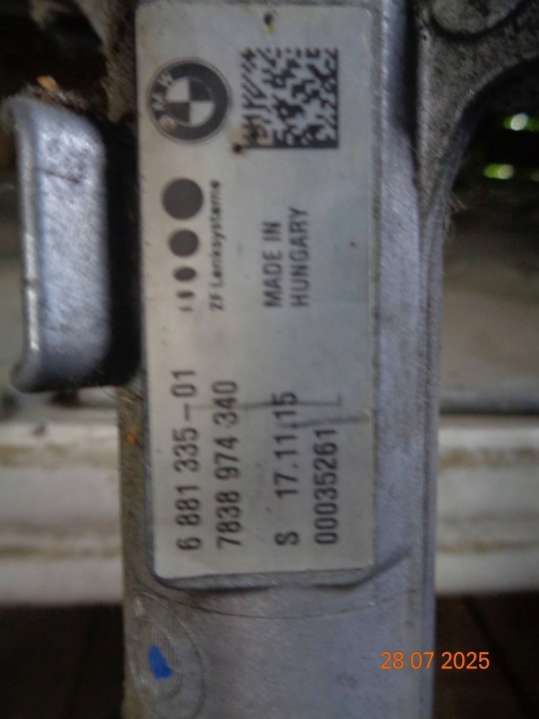 BMW
ZF Lenksysteme
MADE IN
HUNGARY
6 881 335-01
7838 974 340
S 17.11.15
00035261
28 07 2025